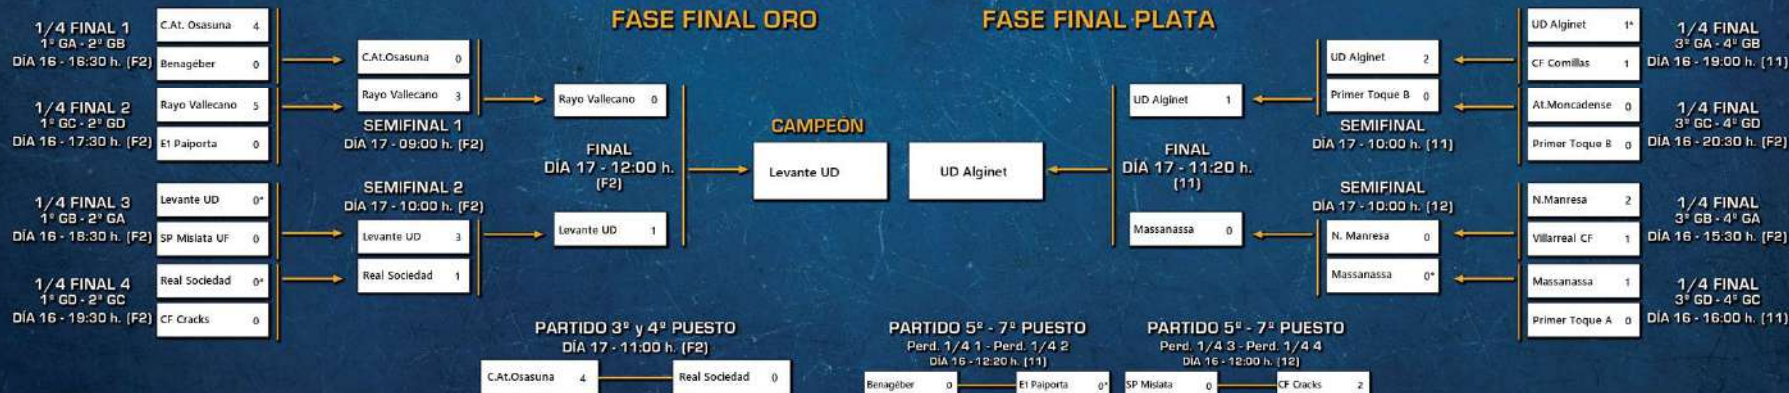 FASE FINAL ORO
1/4 FINAL 1
1º GA - 2º GB
DÍA 16 - 16:30 h. (F2)
C.At. Osasuna 4
Benagéber 0
1/4 FINAL 2
1º GC - 2º GD
DÍA 16 - 17:30 h. (F2)
Rayo Vallecano 5
E1 Paiporta 0
1/4 FINAL 3
1º GB - 2º GA
DÍA 16 - 18:30 h. (F2)
Levante UD 0*
SP Mislata UF 0
1/4 FINAL 4
1º GD - 2º GC
DÍA 16 - 19:30 h. (F2)
Real Sociedad 0*
CF Cracks 0
C.At.Osasuna 0
Rayo Vallecano 3
SEMIFINAL 1
DÍA 17 - 09:00 h. (F2)
SEMIFINAL 2
DÍA 17 - 10:00 h. (F2)
Levante UD 3
Real Sociedad 1
Rayo Vallecano 0
FINAL
DÍA 17 - 12:00 h.
(F2)
Levante UD 1
CAMPEÓN
Levante UD
UD Alginet
FASE FINAL PLATA
UD Alginet 1
FINAL
DÍA 17 - 11:20 h.
(11)
Massanassa 0
UD Alginet 2
Primer Toque B 0
SEMIFINAL
DÍA 17 - 10:00 h. (11)
SEMIFINAL
DÍA 17 - 10:00 h. (12)
N. Manresa 0
Massanassa 0*
UD Alginet 1*
CF Comillas 1
1/4 FINAL
3º GA - 4º GB
DÍA 16 - 19:00 h. (11)
At.Moncadense 0
Primer Toque B 0
1/4 FINAL
3º GC - 4º GD
DÍA 16 - 20:30 h. (F2)
N.Manresa 2
Villarreal CF 1
1/4 FINAL
3º GB - 4º GA
DÍA 16 - 15:30 h. (F2)
Massanassa 1
Primer Toque A 0
1/4 FINAL
3º GD - 4º GC
DÍA 16 - 16:00 h. (11)
PARTIDO 3º y 4º PUESTO
DÍA 17 - 11:00 h. (F2)
C.At.Osasuna 4
Real Sociedad 0
PARTIDO 5º - 7º PUESTO
Perd. 1/4 1 - Perd. 1/4 2
DÍA 16 - 12:20 h. (11)
Benagéber 0
E1 Paiporta 0*
PARTIDO 5º - 7º PUESTO
Perd. 1/4 3 - Perd. 1/4 4
DÍA 16 - 12:00 h. (12)
SP Mislata 0
CF Cracks 2